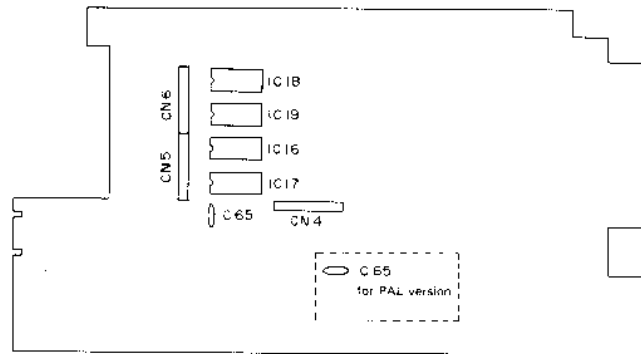 IC18
CN6
IC19
IC16
CN5
IC17
C65
CN4
C65
for PAL version